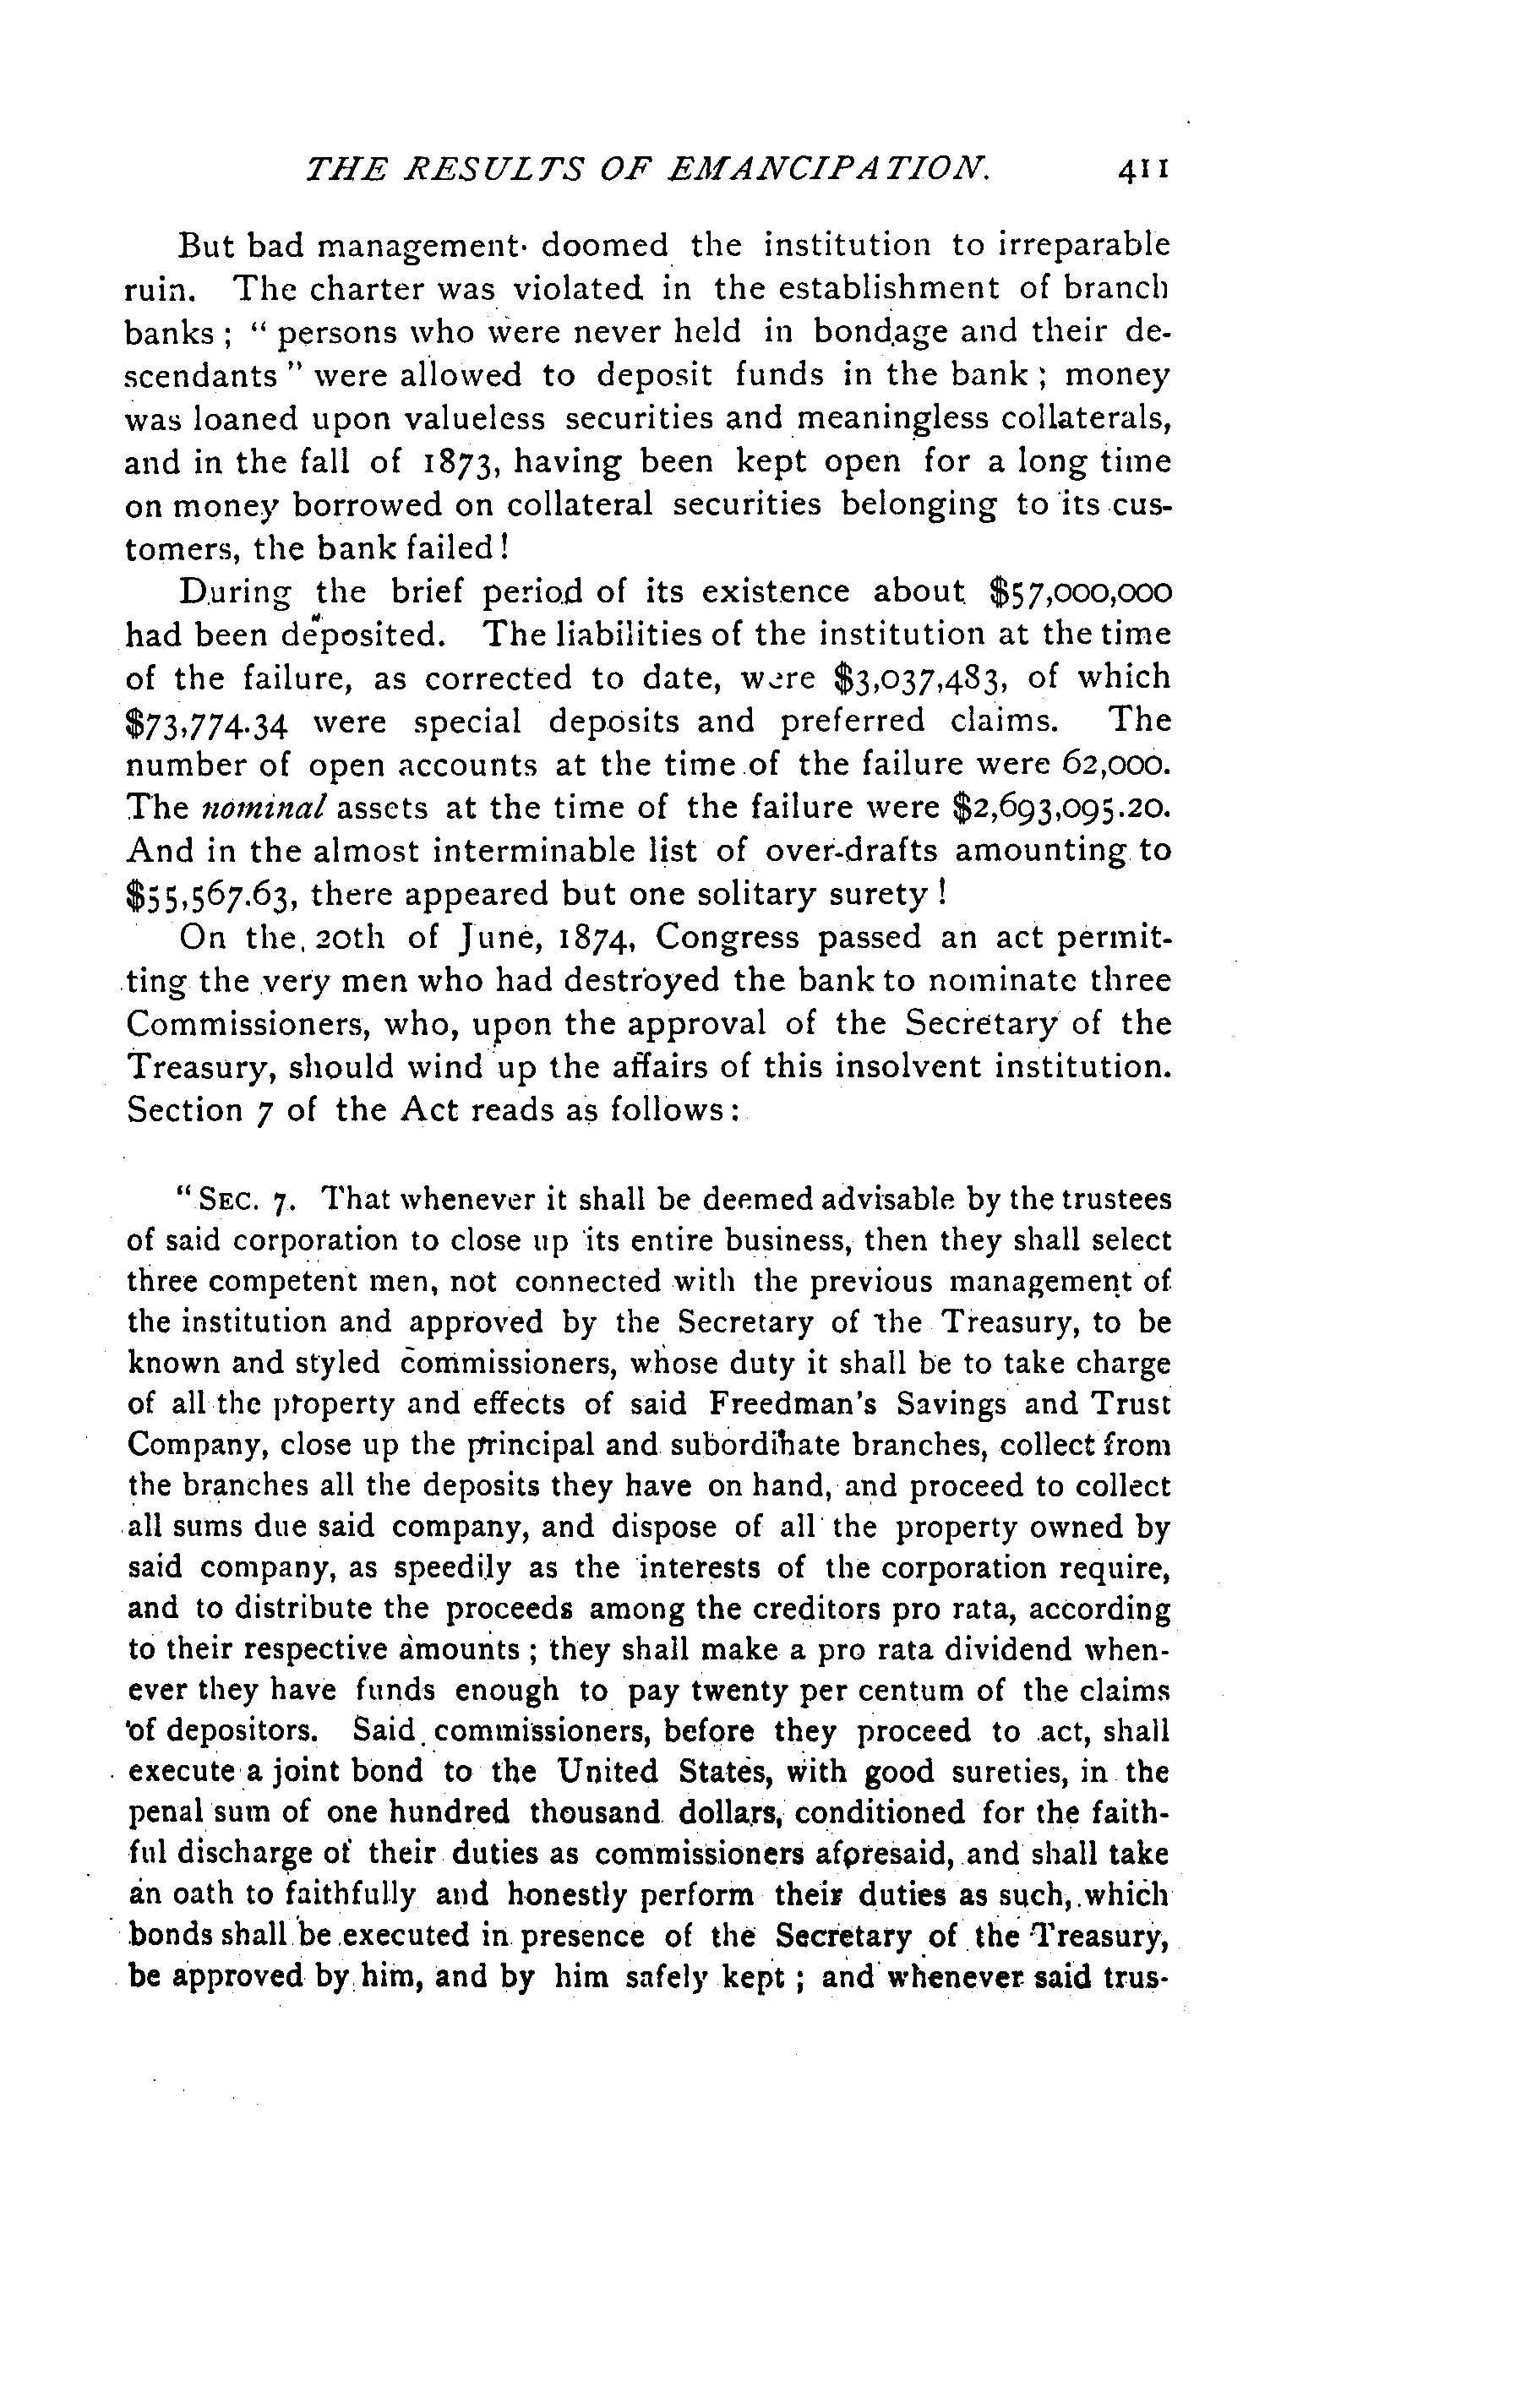 THE RESULTS OF EMANCIPATION. 411
But bad management doomed the institution to irreparable
ruin. The charter was violated in the establishment of branch
banks ; " persons who were never held in bondage and their de-
scendants " were allowed to deposit funds in the bank ; money
was loaned upon valueless securities and meaningless collaterals,
and in the fall of 1873, having been kept open for a long time
on money borrowed on collateral securities belonging to its cus-
tomers, the bank failed !
During the brief period of its existence about $57,000,000
had been deposited. The liabilities of the institution at the time
of the failure, as corrected to date, were $3,037,483, of which
$73,774.34 were special deposits and preferred claims. The
number of open accounts at the time of the failure were 62,000.
The nominal assets at the time of the failure were $2,693,095.20.
And in the almost interminable list of over-drafts amounting to
$55,567.63, there appeared but one solitary surety !
On the 20th of June, 1874, Congress passed an act permit-
ting the very men who had destroyed the bank to nominate three
Commissioners, who, upon the approval of the Secretary of the
Treasury, should wind up the affairs of this insolvent institution.
Section 7 of the Act reads as follows :
" SEC. 7. That whenever it shall be deemed advisable by the trustees
of said corporation to close up its entire business, then they shall select
three competent men, not connected with the previous management of
the institution and approved by the Secretary of the Treasury, to be
known and styled commissioners, whose duty it shall be to take charge
of all the property and effects of said Freedman's Savings and Trust
Company, close up the principal and subordinate branches, collect from
the branches all the deposits they have on hand, and proceed to collect
all sums due said company, and dispose of all the property owned by
said company, as speedily as the interests of the corporation require,
and to distribute the proceeds among the creditors pro rata, according
to their respective amounts ; they shall make a pro rata dividend when-
ever they have funds enough to pay twenty per centum of the claims
of depositors. Said commissioners, before they proceed to act, shall
execute a joint bond to the United States, with good sureties, in the
penal sum of one hundred thousand dollars, conditioned for the faith-
ful discharge of their duties as commissioners aforesaid, and shall take
an oath to faithfully and honestly perform their duties as such, which
bonds shall be executed in presence of the Secretary of the Treasury,
be approved by him, and by him safely kept ; and whenever said trus-